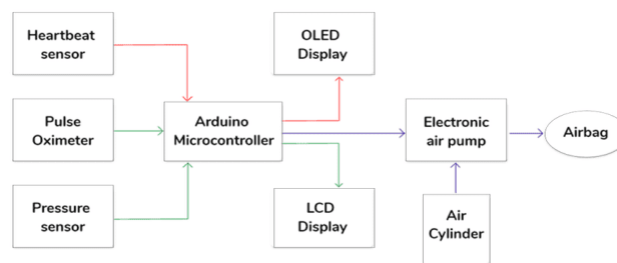 Heartbeat
sensor
OLED
Display
Pulse
Oximeter
Arduino
Microcontroller
Electronic
air pump
Airbag
Pressure
sensor
LCD
Display
Air
Cylinder